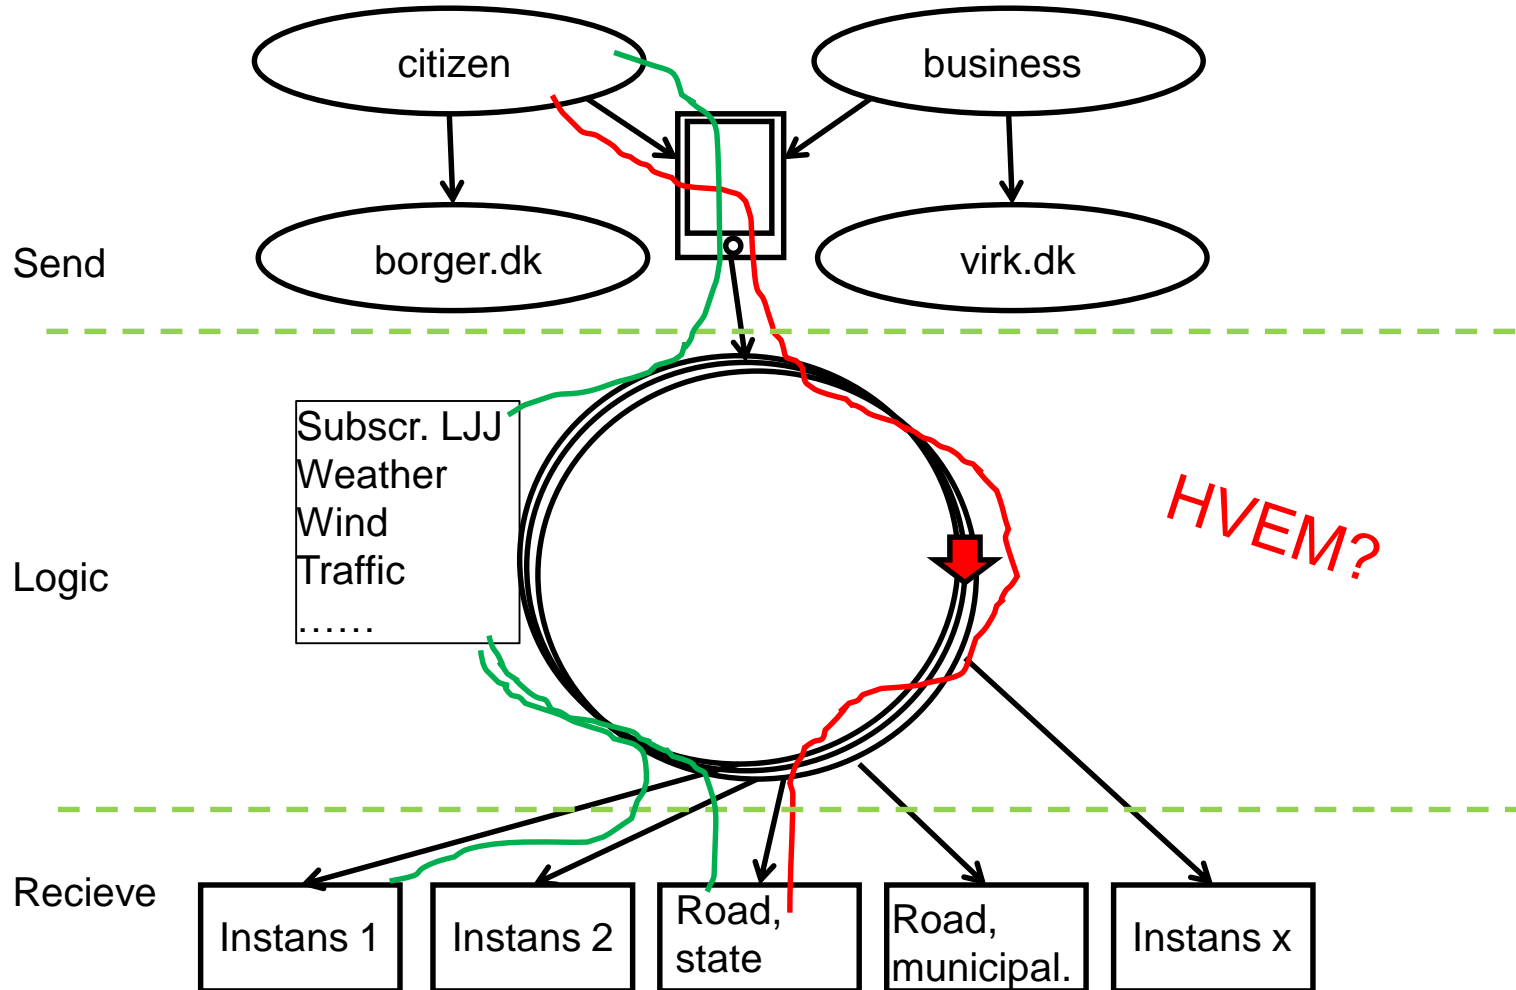 citizen
business
Send
borger.dk
virk.dk
Subscr. LJJ
Weather
Wind
Traffic
......
Logic
HVEM?
Recieve
Instans 1
Instans 2
Road,
state
Road,
municipal.
Instans x